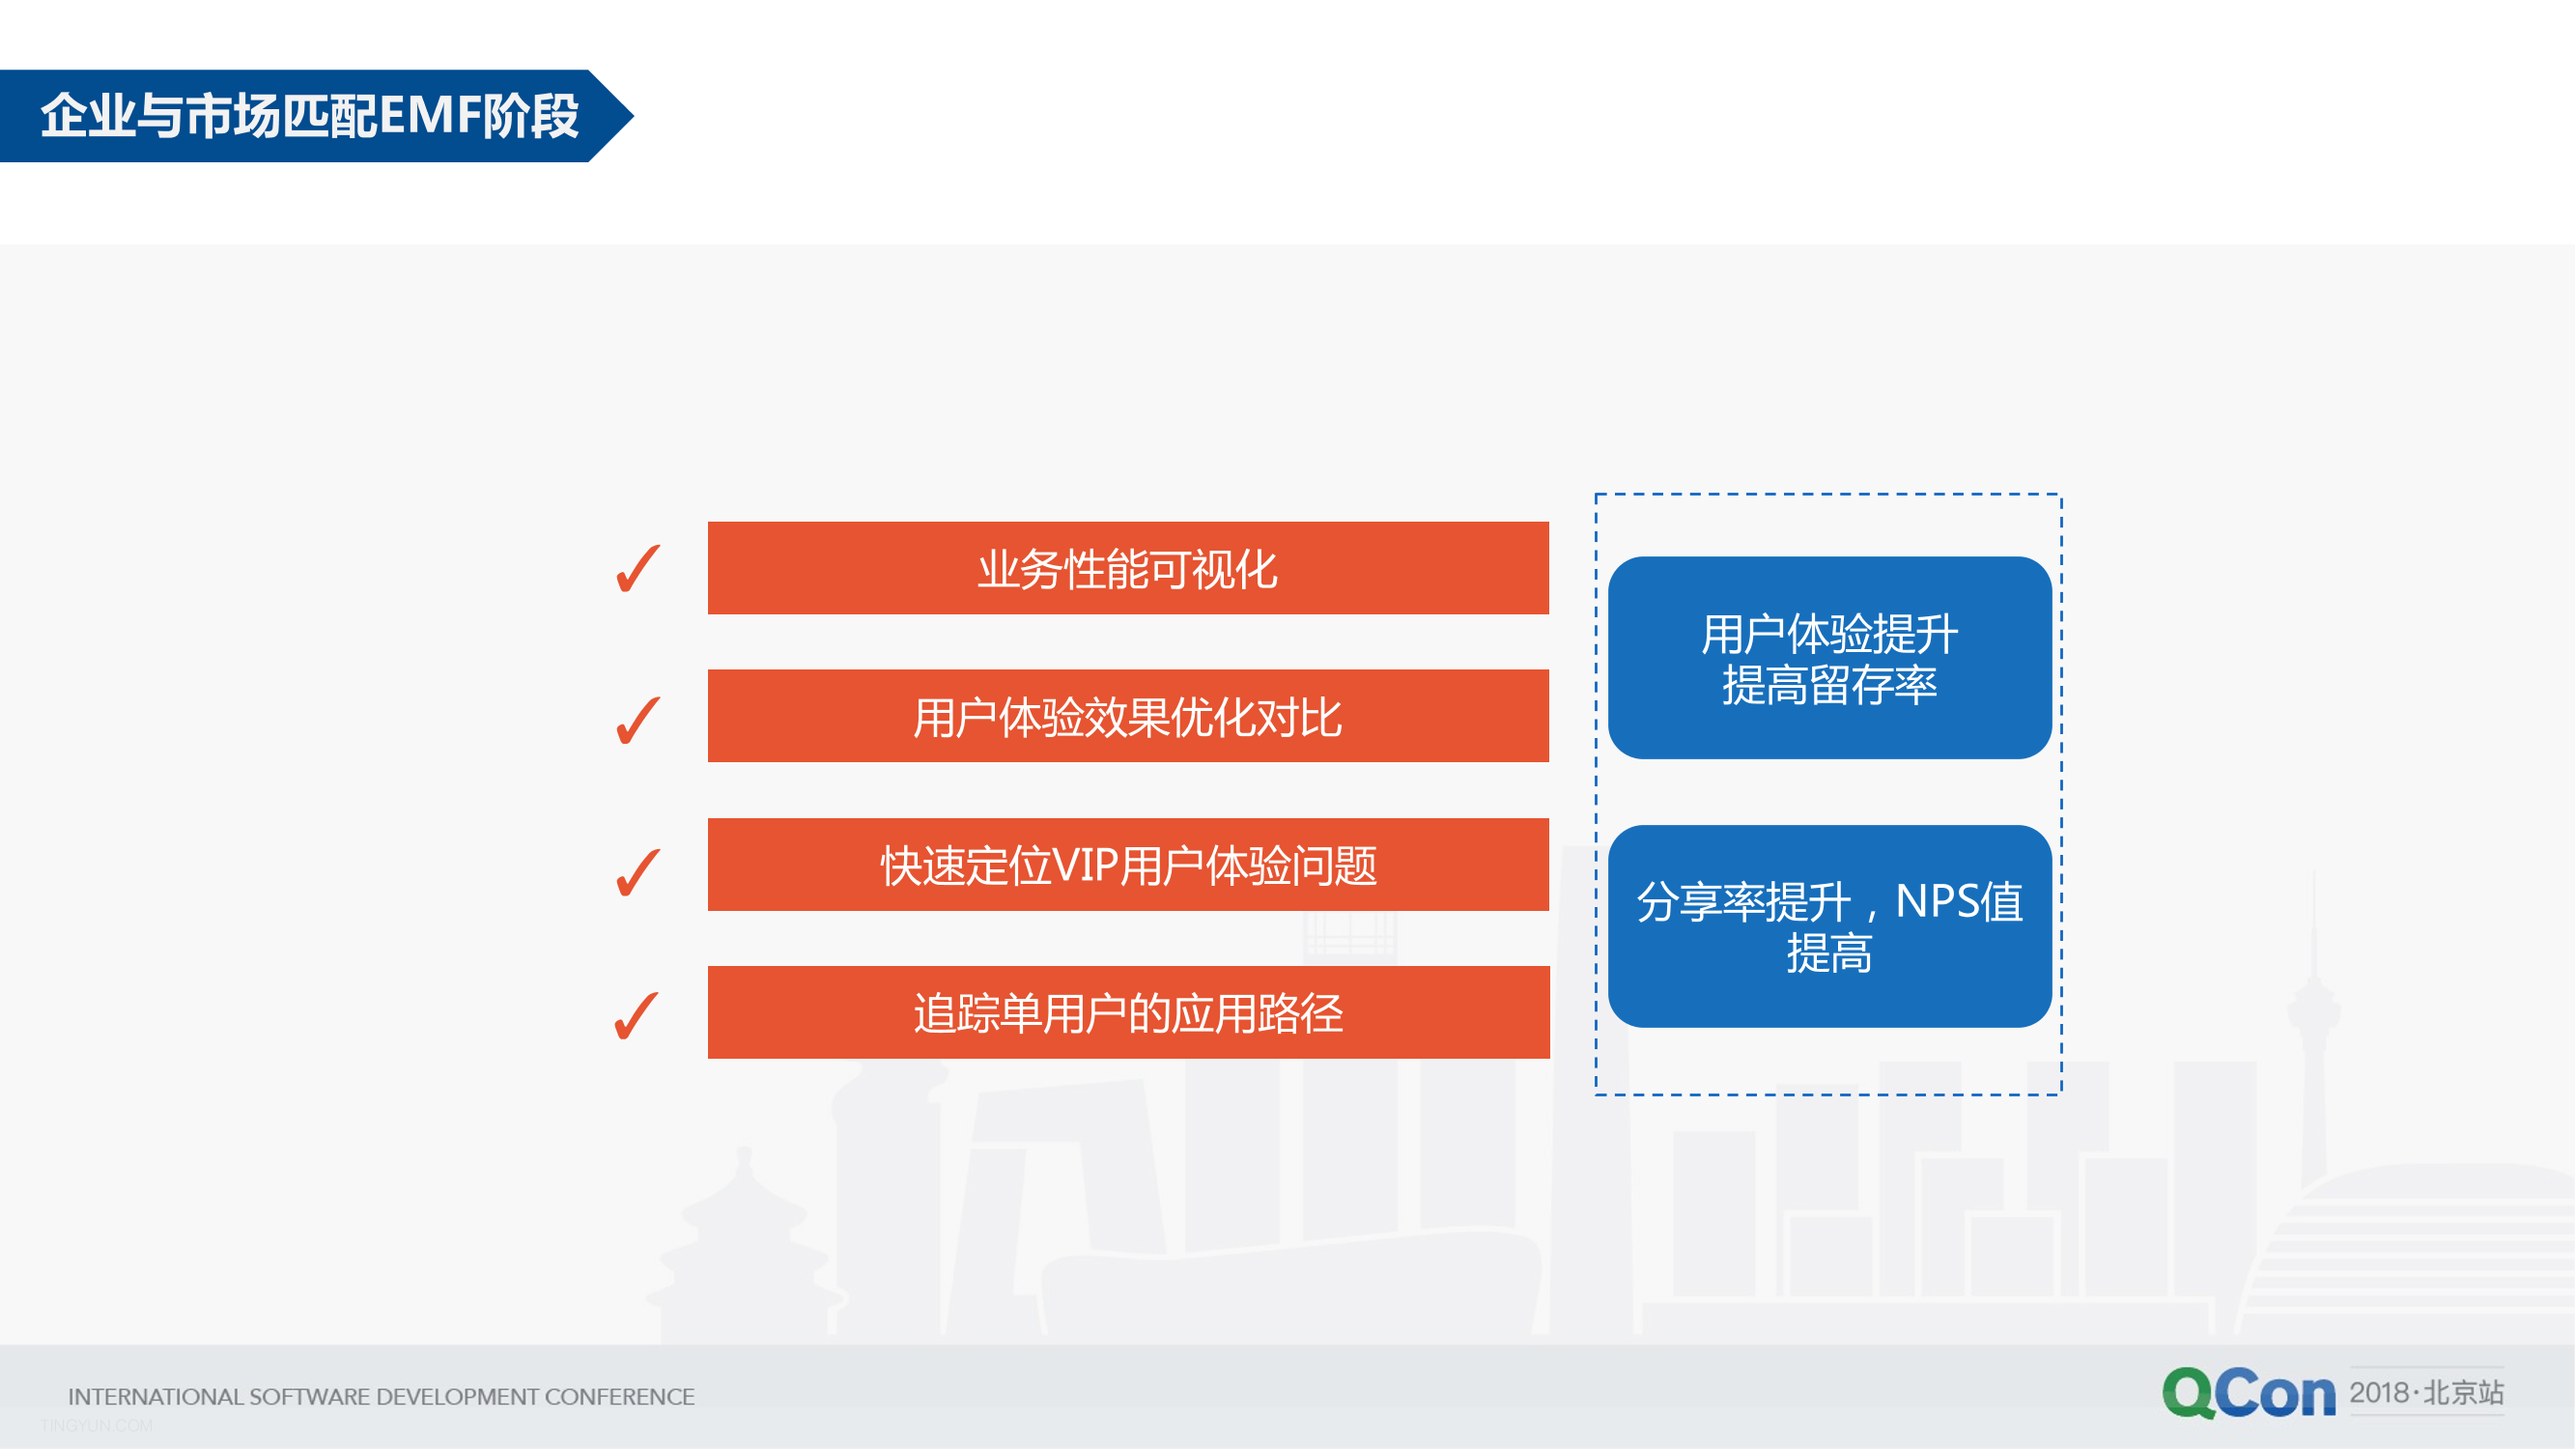 企业与市场匹配EMF阶段
业务性能可视化
用户体验效果优化对比
快速定位VIP用户体验问题
追踪单用户的应用路径
用户体验提升
提高留存率
分享率提升，NPS值
提高
INTERNATIONAL SOFTWARE DEVELOPMENT CONFERENCE
TINGYUN.COM
QCon 2018·北京站